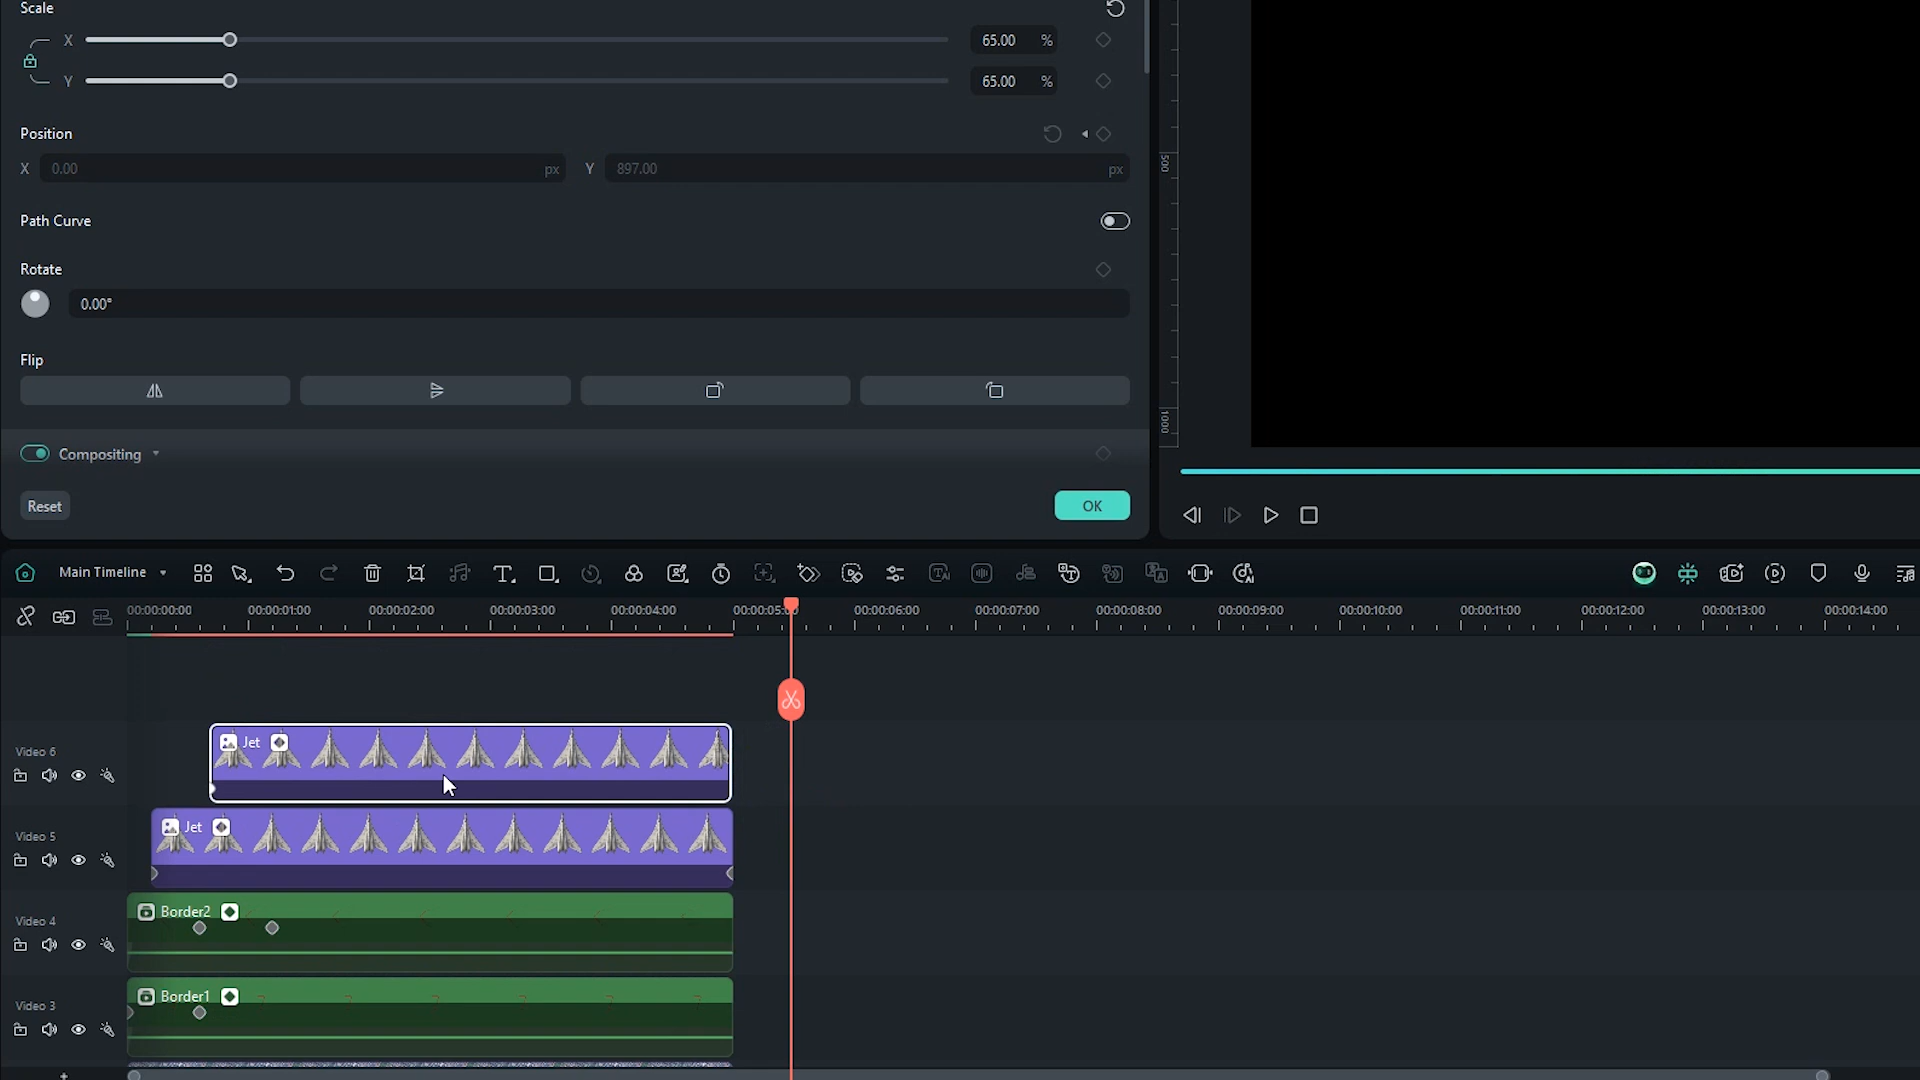 Scale
X 65.00 %
Y 65.00 %
Position
X 0.00 px Y 897.00 px
Path Curve
Rotate
0.00°
Flip
Compositing
Reset OK
500
1000
Main Timeline
00:00:00:00 00:00:01:00 00:00:02:00 00:00:03:00 00:00:04:00 00:00:05:00 00:00:06:00 00:00:07:00 00:00:08:00 00:00:09:00 00:00:10:00 00:00:11:00 00:00:12:00 00:00:13:00 00:00:14:00
Video 6
Jet
Video 5
Jet
Video 4
Border2
Video 3
Border1